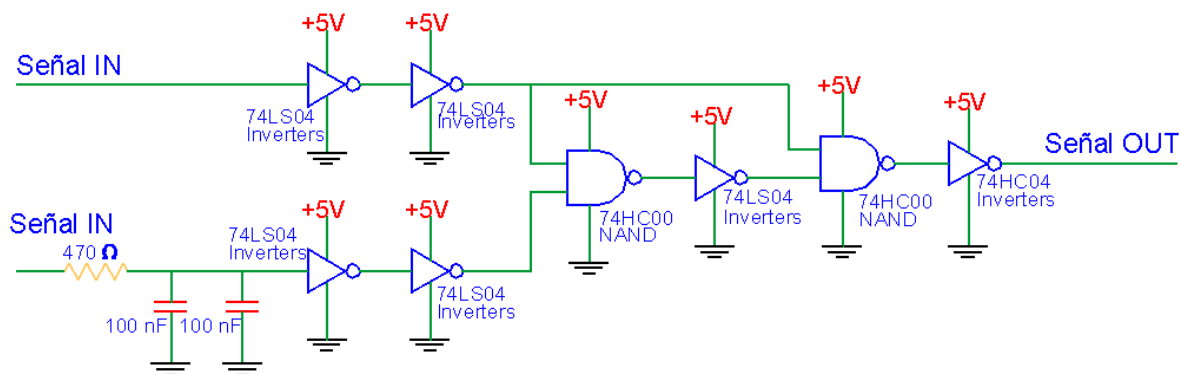 +5V
+5V
Señal IN
74LS04
Inverters
74LS04
Inverters
+5V
+5V
+5V
+5V
Señal OUT
74HC00
NAND
74LS04
Inverters
74HC00
NAND
74HC04
Inverters
Señal IN
470 Ω
74LS04
Inverters
+5V
+5V
74LS04
Inverters
100 nF
100 nF